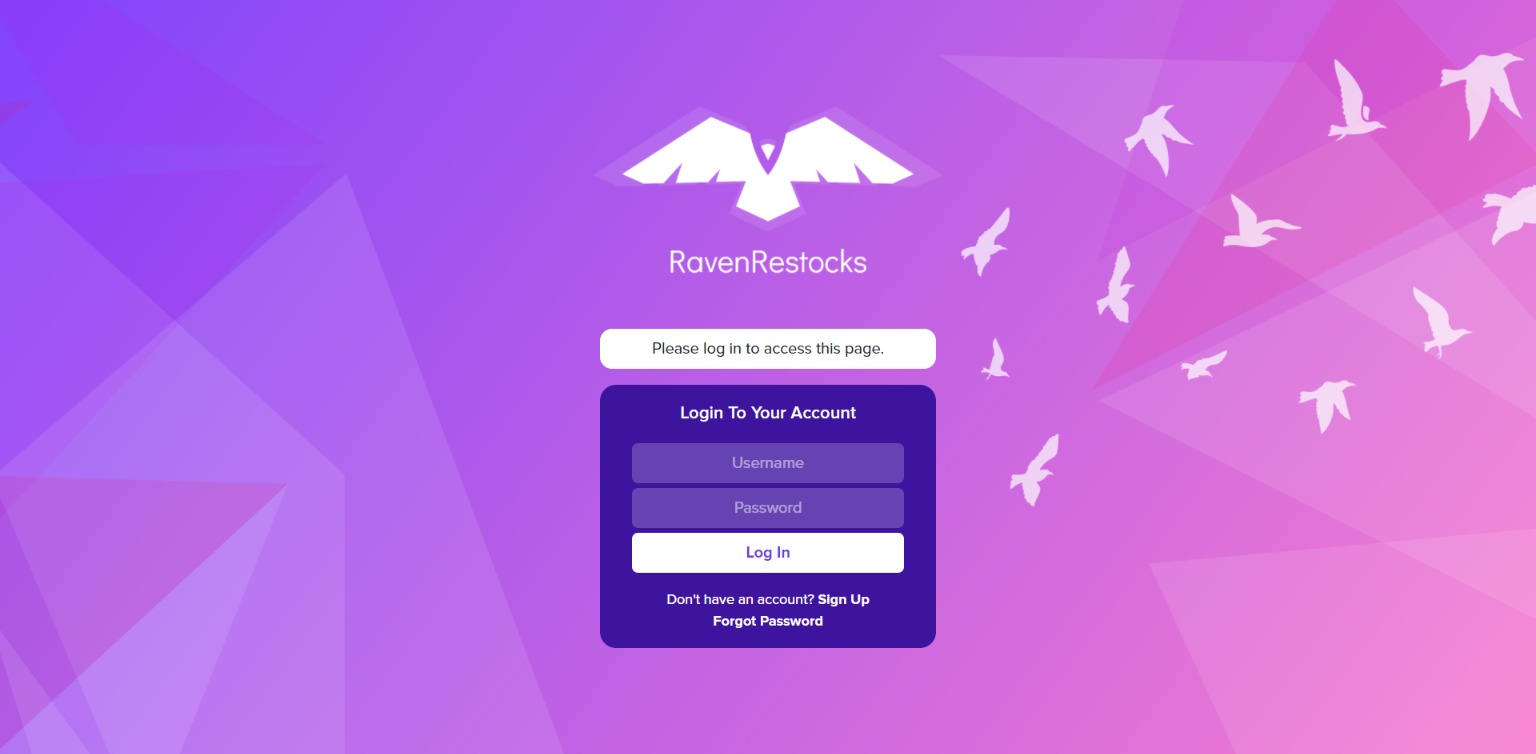 RavenRestocks
Please log in to access this page.
Login To Your Account
Username
Password
Log In
Don't have an account? Sign Up
Forgot Password